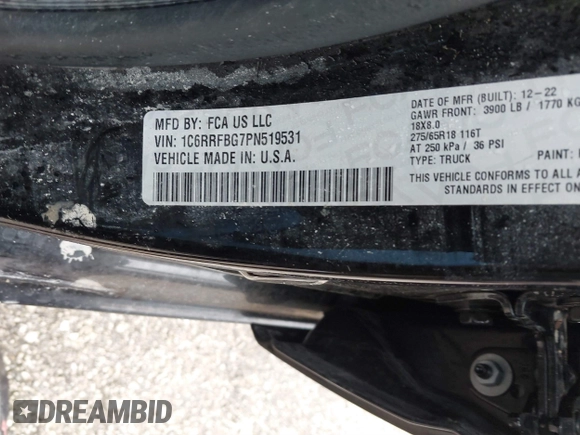 MFD BY: FCA US LLC
VIN: 1C6RRFBG7PN519531
VEHICLE MADE IN: U.S.A.
DATE OF MFR (BUILT): 12-22
GAWR FRONT: 3900 LB / 1770 KG
18X8.0
275/65R18 116T
AT 250 kPa / 36 PSI
TYPE: TRUCK
PAINT:
THIS VEHICLE CONFORMS TO ALL A
STANDARDS IN EFFECT ON
DREAMBID